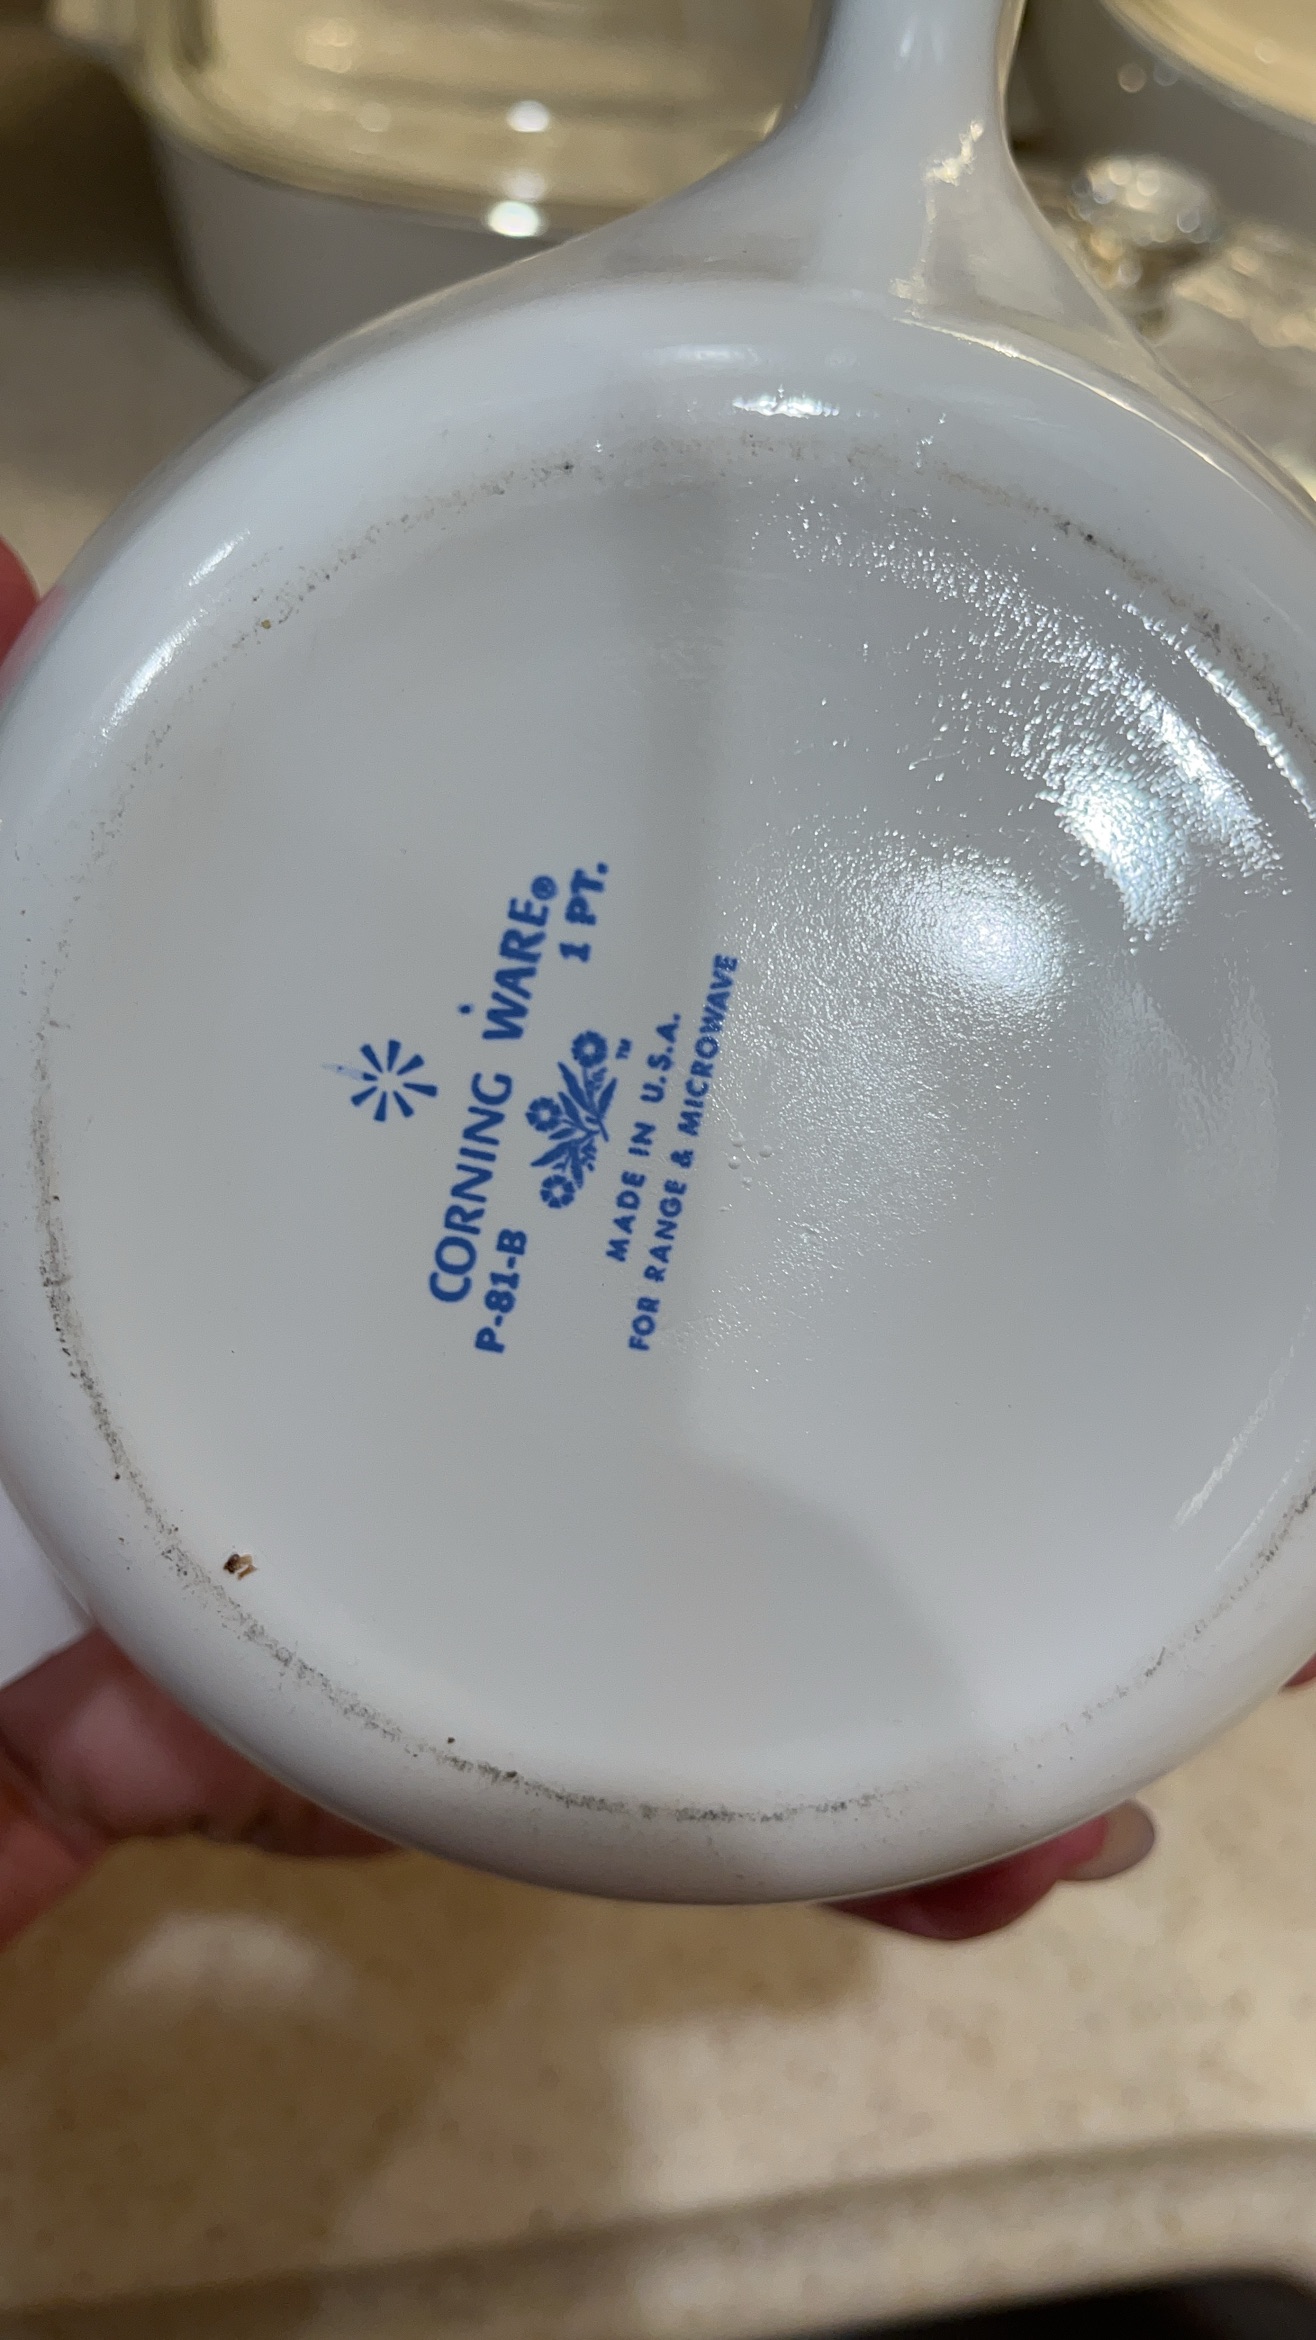 CORNING WARE®
P-81-B 1 PT.
™
MADE IN U.S.A.
FOR RANGE & MICROWAVE